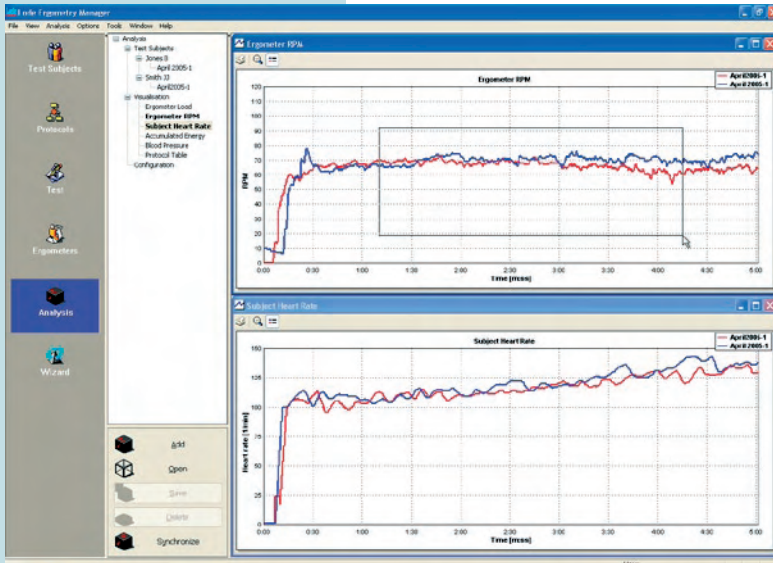 Lode Ergometry Manager
File View Analysis Options Tools Window Help
Test Subjects
Protocols
Test
Ergometers
Analysis
Wizard
Analysis
Test Subjects
Jones B
April 2005-1
Smith JJ
April2005-1
Visualisation
Ergometer Load
Ergometer RPM
Subject Heart Rate
Accumulated Energy
Blood Pressure
Protocol Table
Configuration
Add
Open
Save
Delete
Synchronize
Ergometer RPM
Ergometer RPM
April2005-1
April 2005-1
RPM
120
110
100
90
80
70
60
50
40
30
20
10
0
0:00 0:30 1:00 1:30 2:00 2:30 3:00 3:30 4:00 4:30 5:00
Time [m:ss]
Subject Heart Rate
Subject Heart Rate
April2005-1
April 2005-1
Heart rate [1/min]
150
125
100
75
50
25
0
0:00 0:30 1:00 1:30 2:00 2:30 3:00 3:30 4:00 4:30 5:00
Time [m:ss]